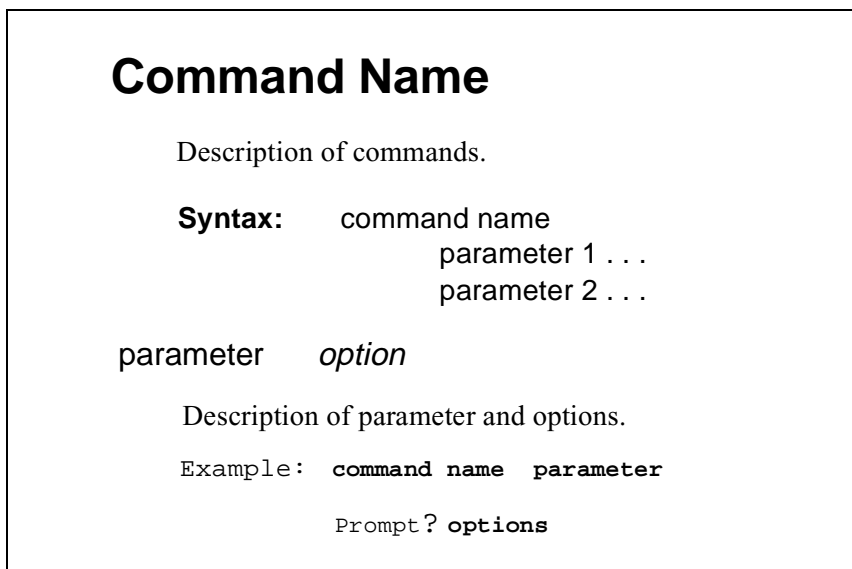 Command Name
Description of commands.
Syntax: command name
parameter 1 . . .
parameter 2 . . .
parameter option
Description of parameter and options.
Example: command name parameter
Prompt? options